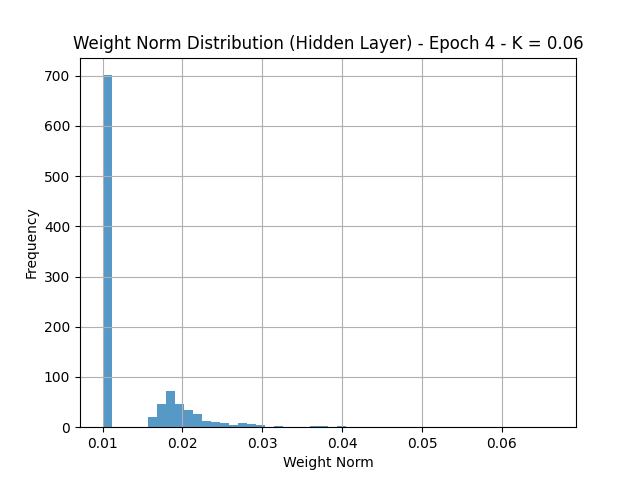 Weight Norm Distribution (Hidden Layer) - Epoch 4 - K = 0.06
700
600
500
400
300
200
100
0
Frequency
0.01 0.02 0.03 0.04 0.05 0.06
Weight Norm